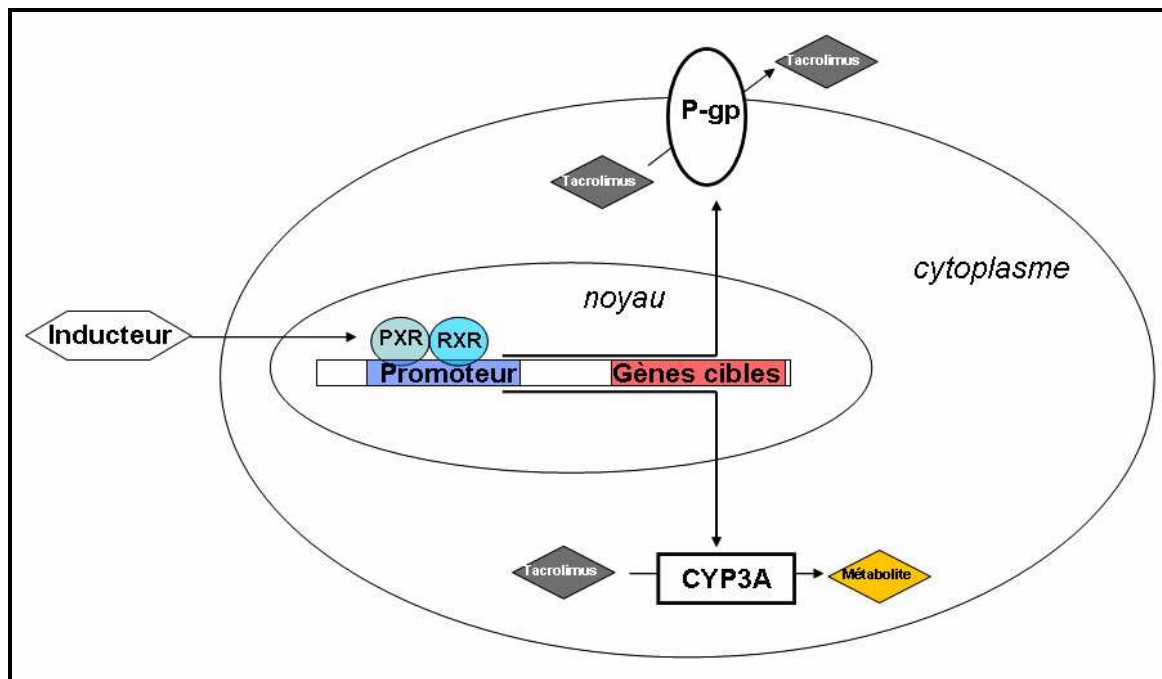 Tacrolimus
P-gp
Tacrolimus
cytoplasme
noyau
Inducteur
PXR RXR
Promoteur Gènes cibles
Tacrolimus CYP3A Métabolite